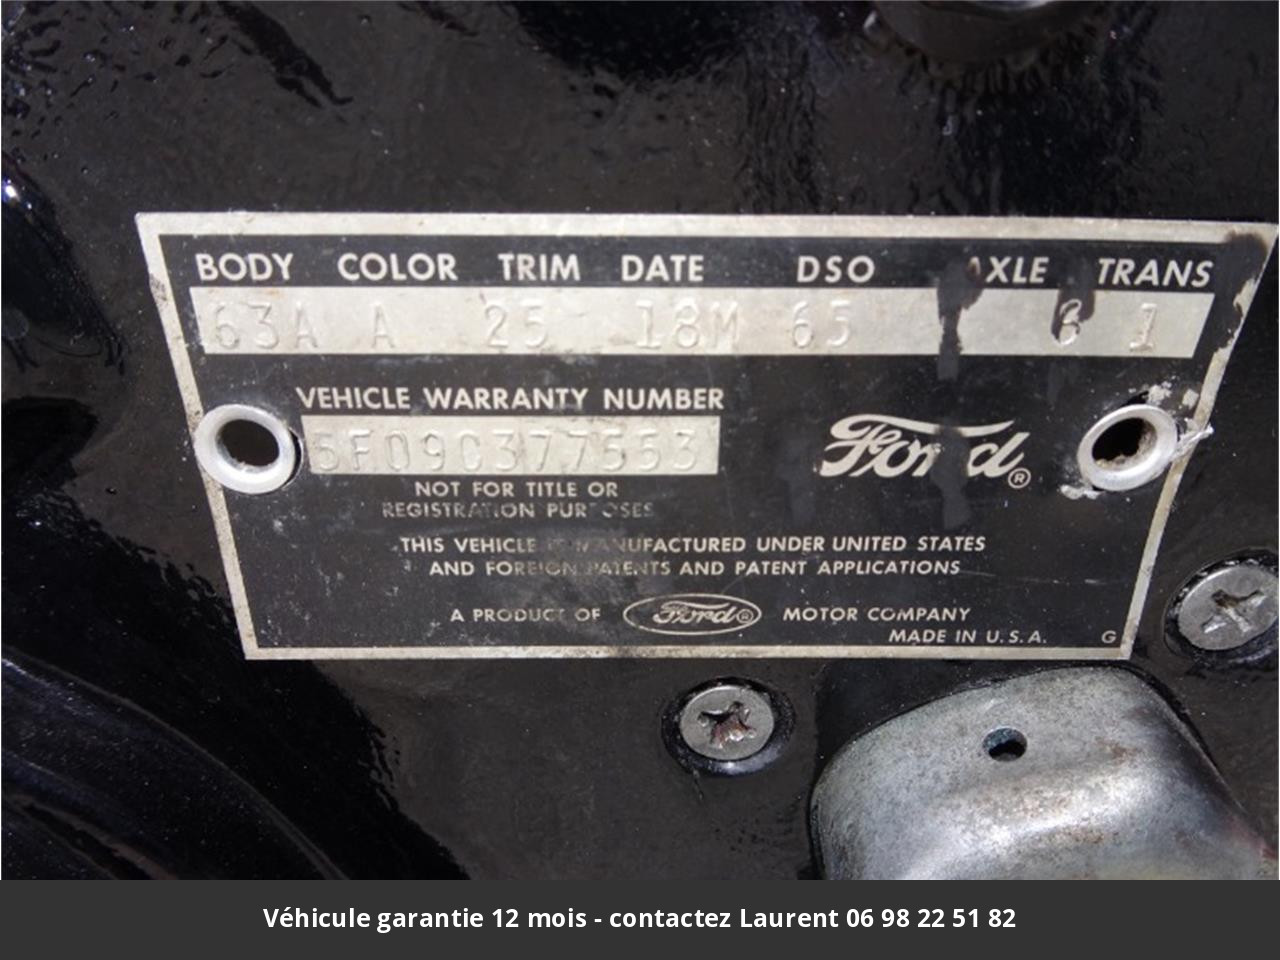 BODY COLOR TRIM DATE DSO AXLE TRANS
63A A 25 18M 65 6 1
VEHICLE WARRANTY NUMBER
5F09C377553
Ford®
NOT FOR TITLE OR
REGISTRATION PURPOSES
THIS VEHICLE IS MANUFACTURED UNDER UNITED STATES
AND FOREIGN PATENTS AND PATENT APPLICATIONS
A PRODUCT OF Ford® MOTOR COMPANY
MADE IN U.S.A. G
Véhicule garantie 12 mois - contactez Laurent 06 98 22 51 82